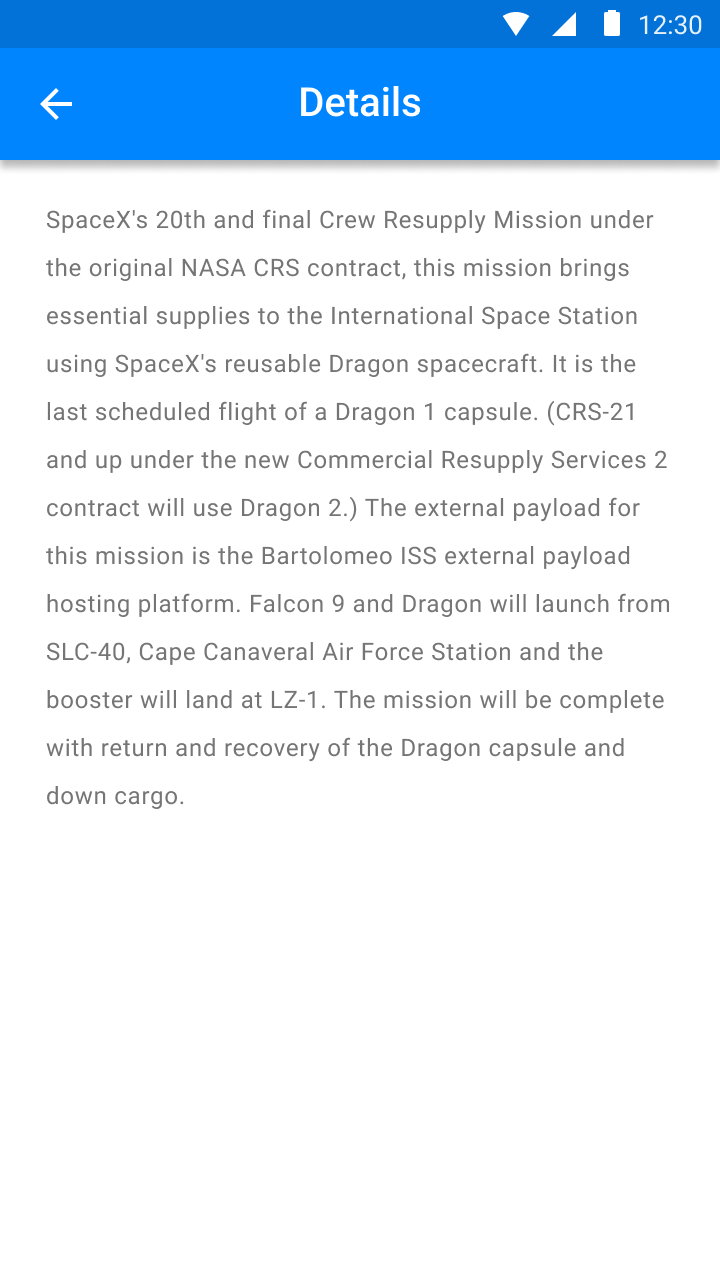 12:30
Details
SpaceX's 20th and final Crew Resupply Mission under
the original NASA CRS contract, this mission brings
essential supplies to the International Space Station
using SpaceX's reusable Dragon spacecraft. It is the
last scheduled flight of a Dragon 1 capsule. (CRS-21
and up under the new Commercial Resupply Services 2
contract will use Dragon 2.) The external payload for
this mission is the Bartolomeo ISS external payload
hosting platform. Falcon 9 and Dragon will launch from
SLC-40, Cape Canaveral Air Force Station and the
booster will land at LZ-1. The mission will be complete
with return and recovery of the Dragon capsule and
down cargo.